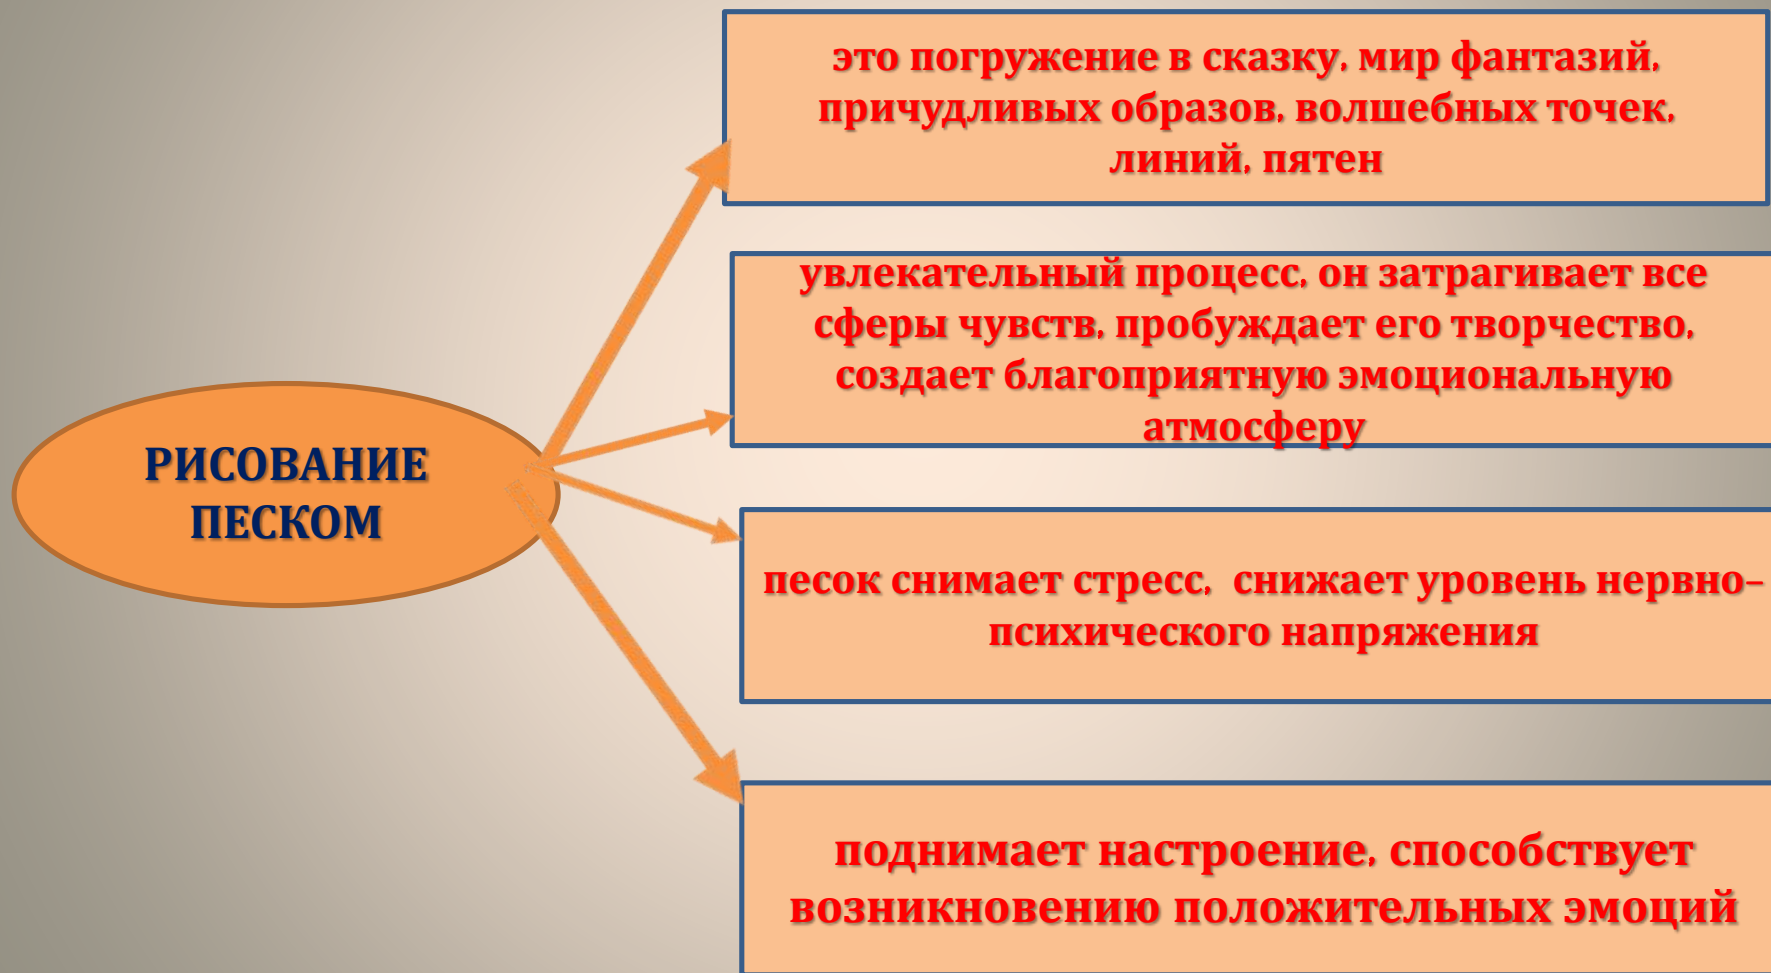 РИСОВАНИЕ
ПЕСКОМ
это погружение в сказку, мир фантазий,
причудливых образов, волшебных точек,
линий, пятен
увлекательный процесс, он затрагивает все
сферы чувств, пробуждает его творчество,
создает благоприятную эмоциональную
атмосферу
песок снимает стресс, снижает уровень нервно–
психического напряжения
поднимает настроение, способствует
возникновению положительных эмоций